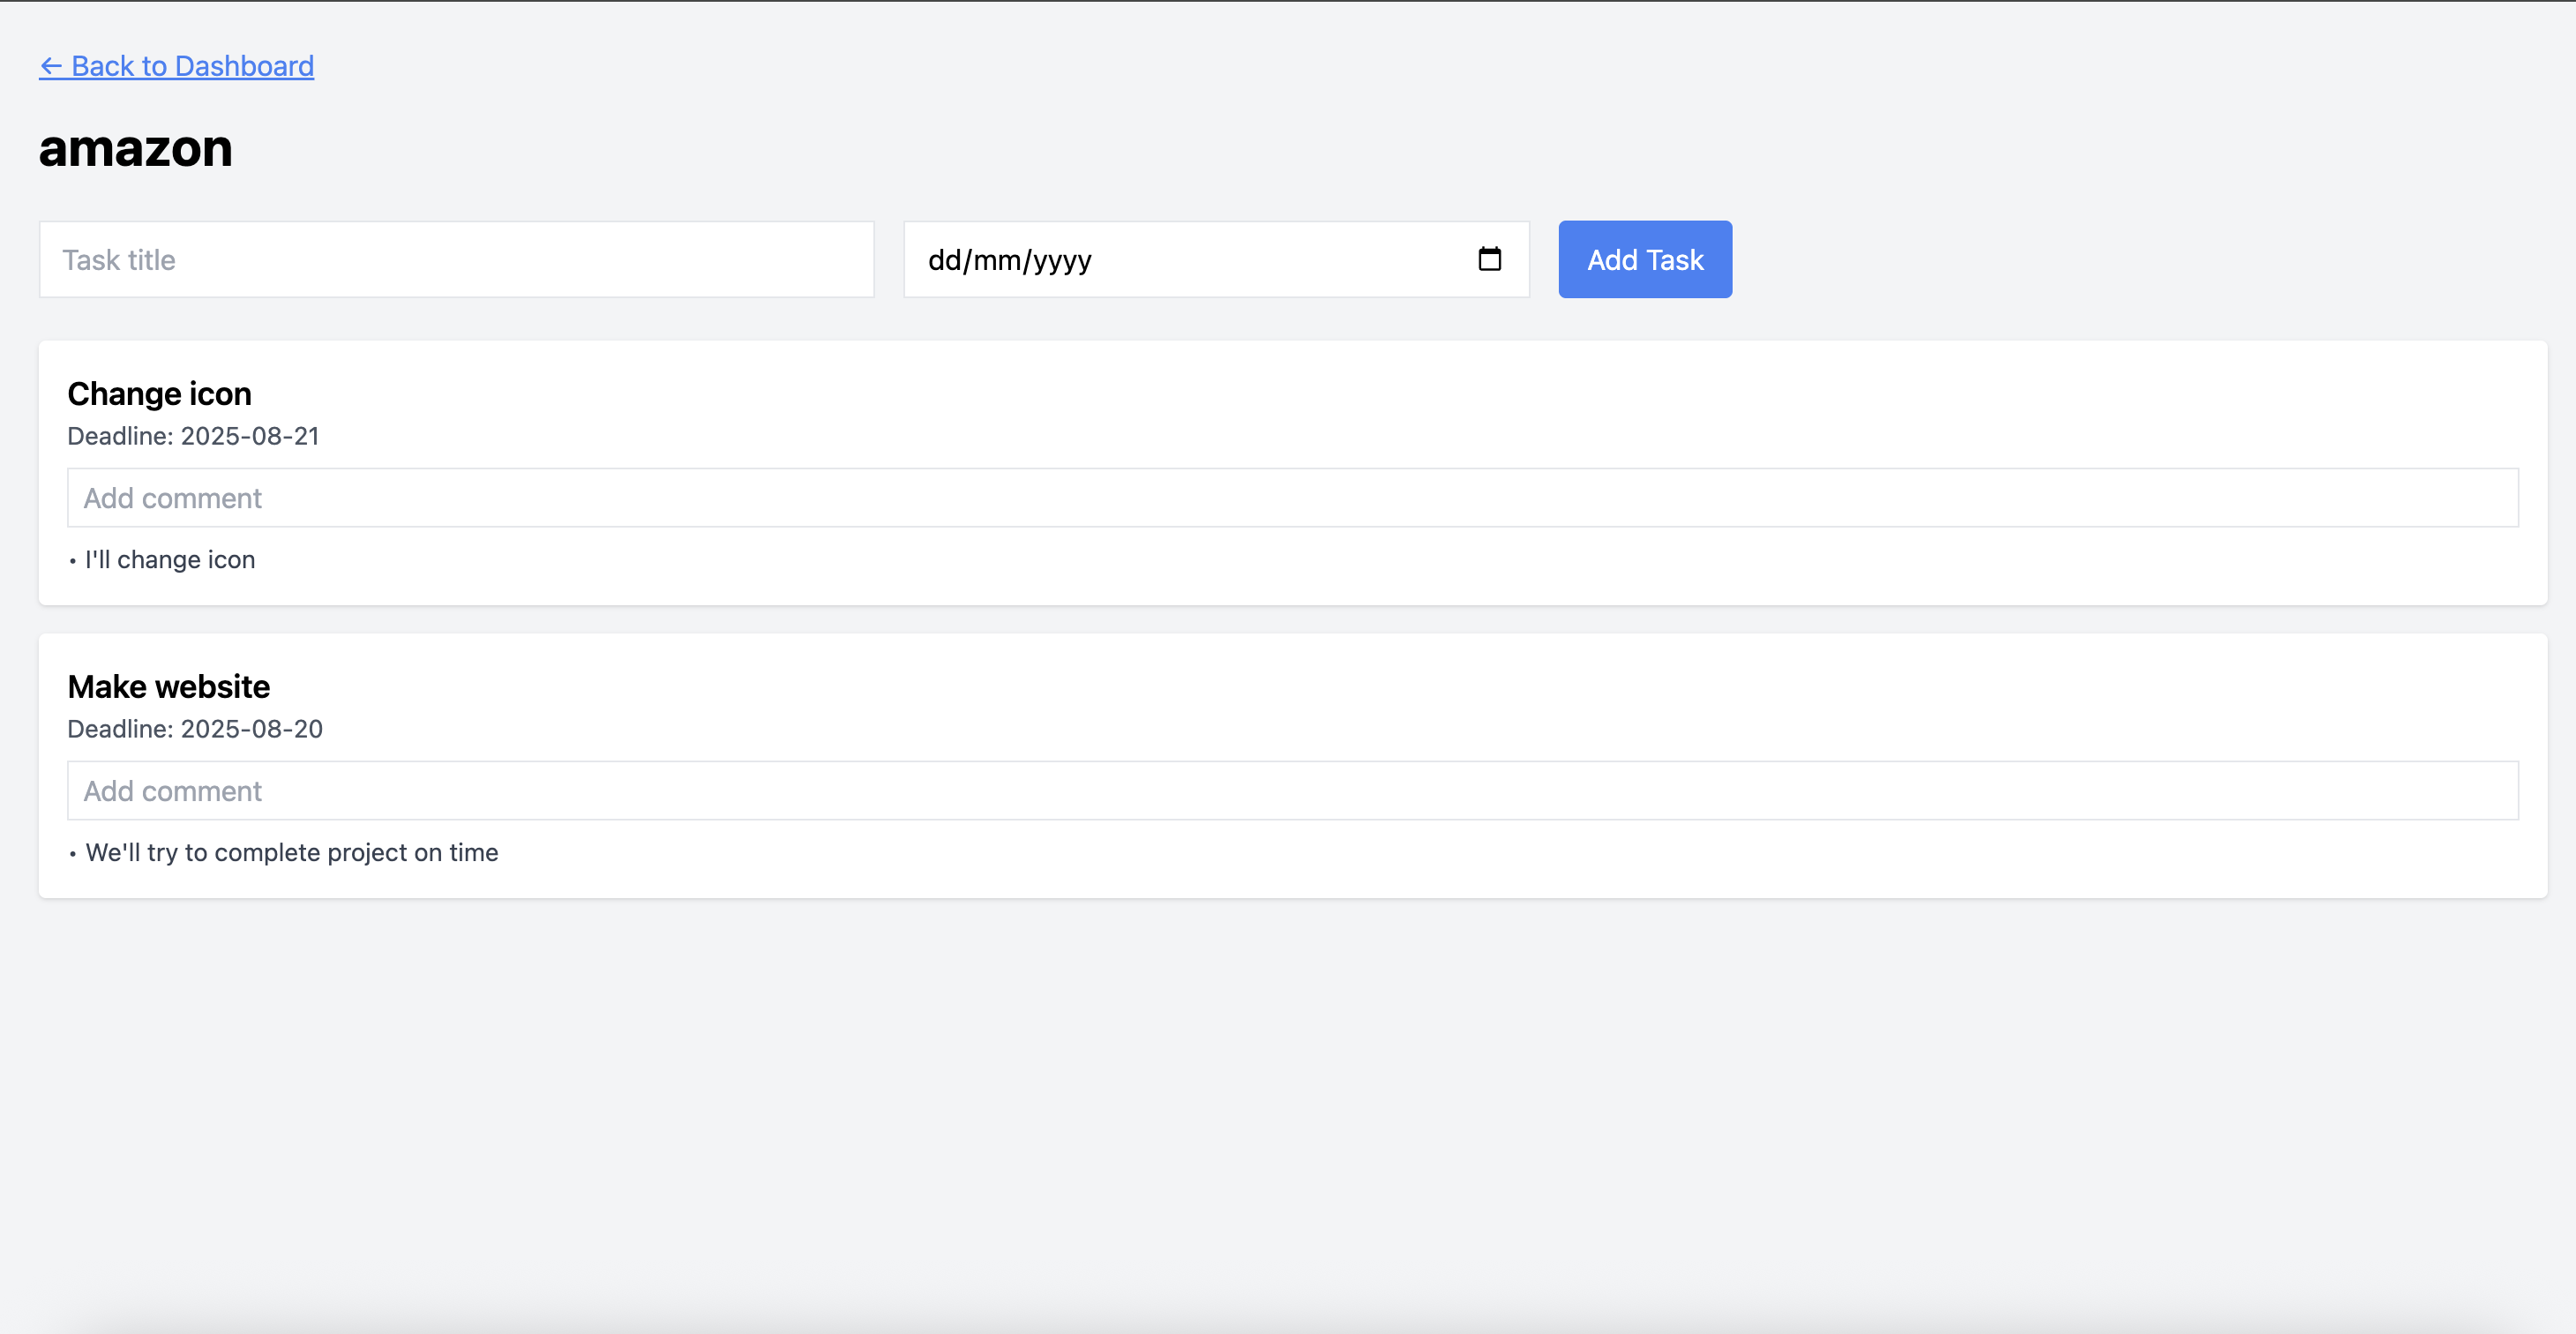 ← Back to Dashboard
amazon
Task title
dd/mm/yyyy
Add Task
Change icon
Deadline: 2025-08-21
Add comment
• I'll change icon
Make website
Deadline: 2025-08-20
Add comment
• We'll try to complete project on time